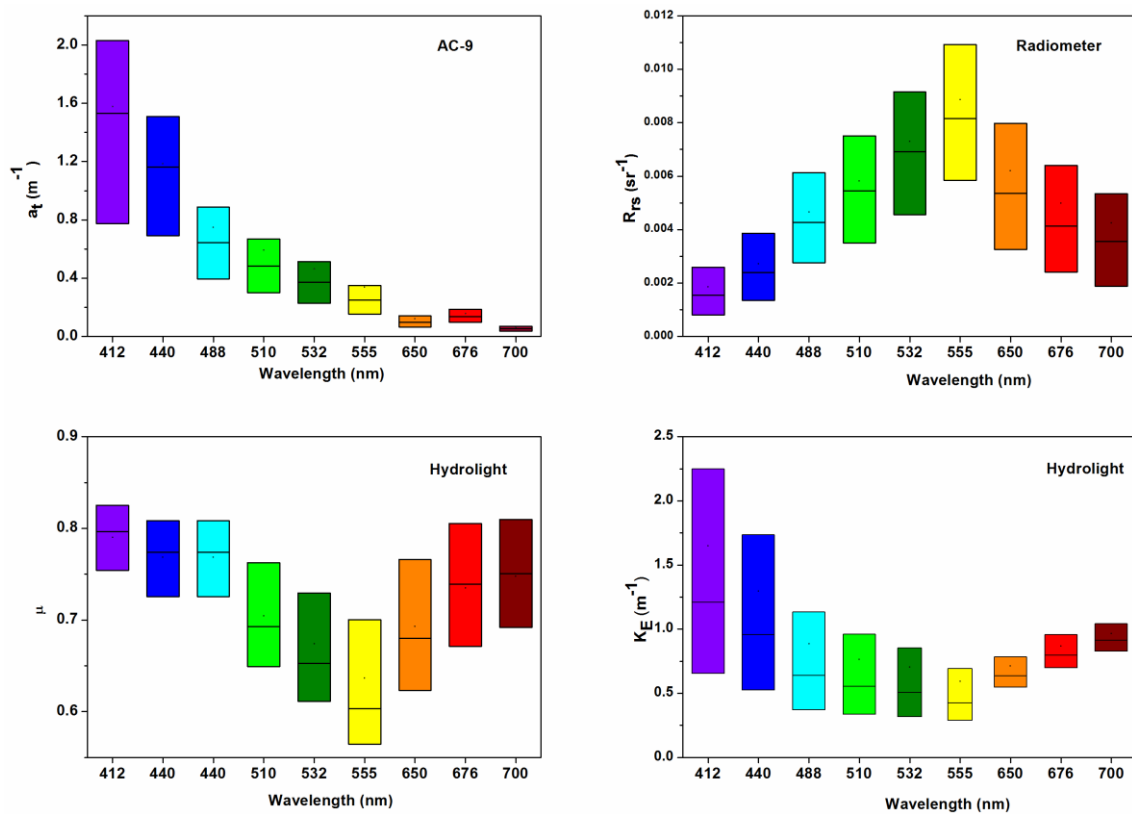 AC-9
2.0
1.6
1.2
0.8
0.4
0.0
a_t (m^-1)
412 440 488 510 532 555 650 676 700
Wavelength (nm)
Radiometer
0.012
0.010
0.008
0.006
0.004
0.002
0.000
R_rs (sr^-1)
412 440 488 510 532 555 650 676 700
Wavelength (nm)
Hydrolight
0.9
0.8
0.7
0.6
μ
412 440 440 510 532 555 650 676 700
Wavelength (nm)
Hydrolight
2.5
2.0
1.5
1.0
0.5
0.0
K_E (m^-1)
412 440 488 510 532 555 650 676 700
Wavelength (nm)